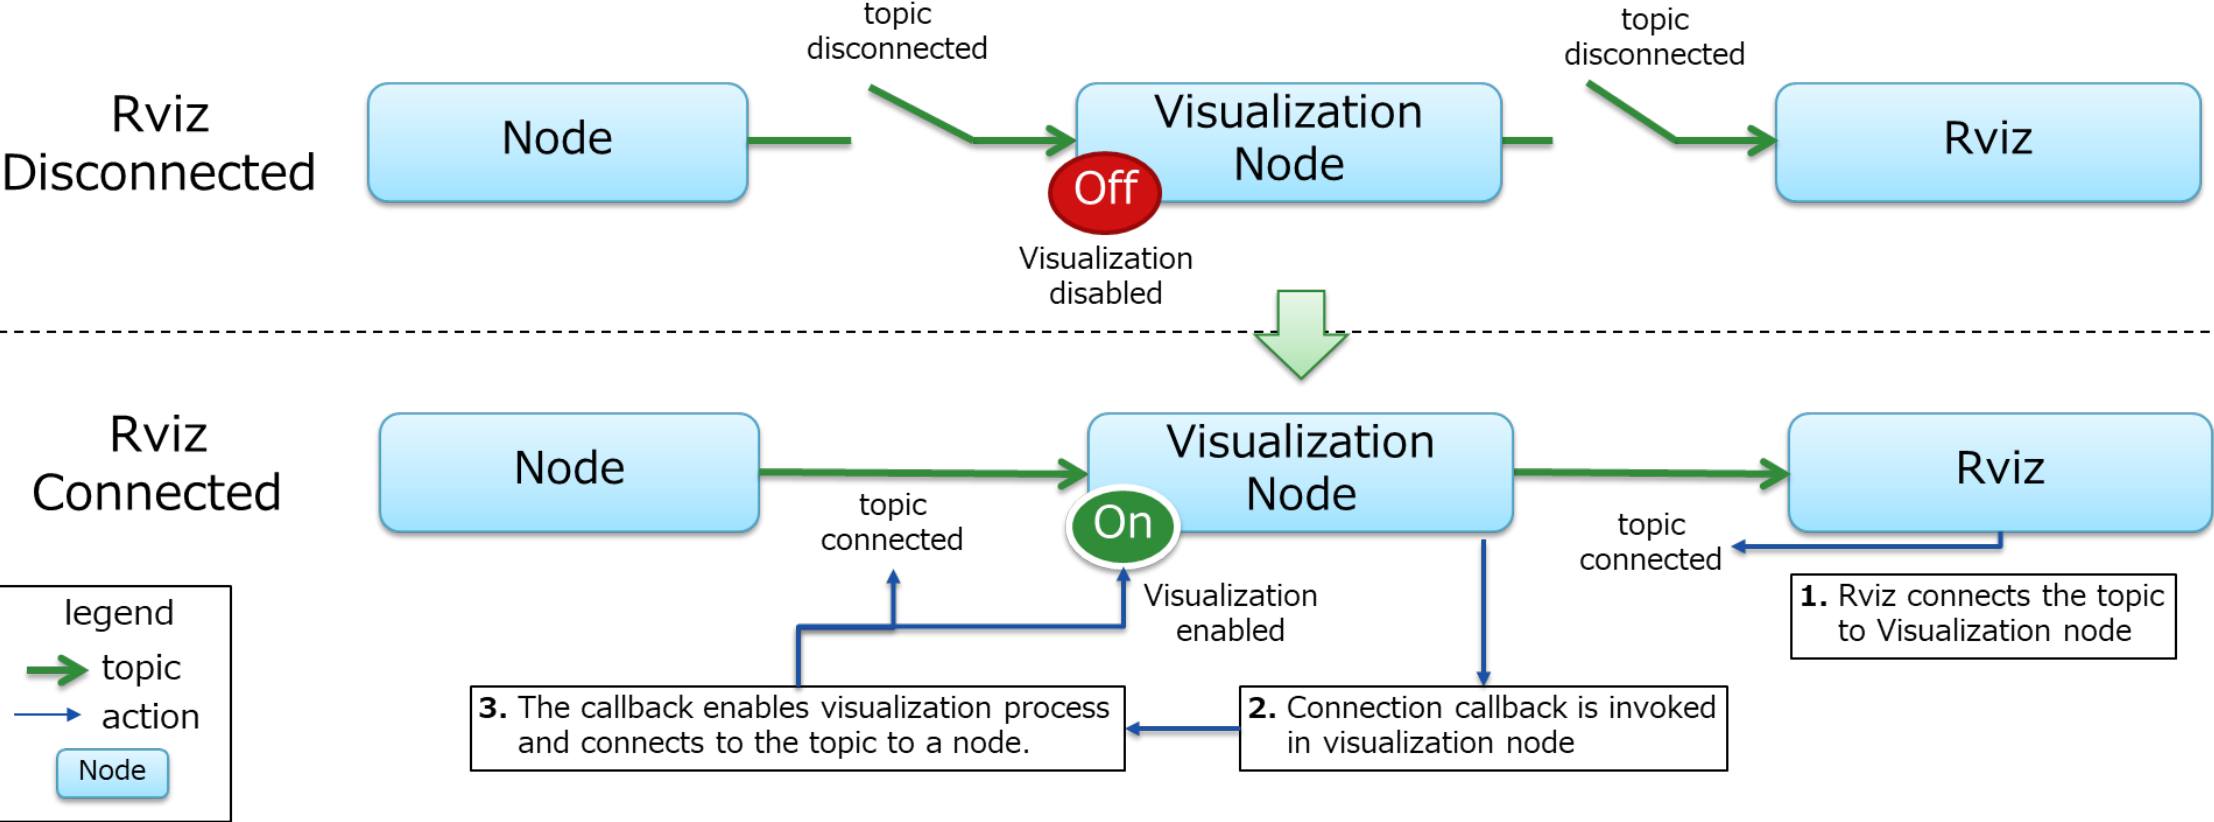 topic
disconnected
topic
disconnected
Rviz
Disconnected
Node
Visualization
Node
Rviz
Off
Visualization
disabled
Rviz
Connected
Node
Visualization
Node
Rviz
On
topic
connected
topic
connected
Visualization
enabled
1. Rviz connects the topic
to Visualization node
2. Connection callback is invoked
in visualization node
3. The callback enables visualization process
and connects to the topic to a node.
legend
topic
action
Node